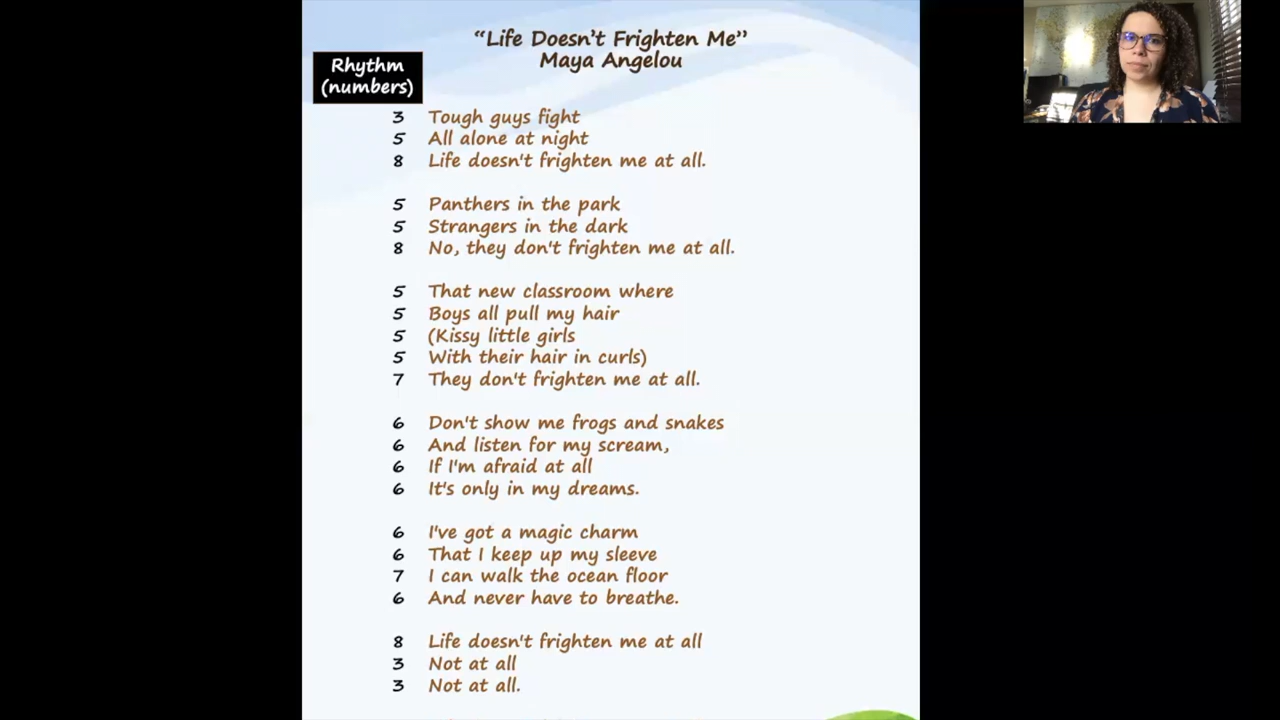 “Life Doesn’t Frighten Me”
Maya Angelou
Rhythm
(numbers)
3 Tough guys fight
5 All alone at night
8 Life doesn't frighten me at all.
5 Panthers in the park
5 Strangers in the dark
8 No, they don't frighten me at all.
5 That new classroom where
5 Boys all pull my hair
5 (Kissy little girls
5 With their hair in curls)
7 They don't frighten me at all.
6 Don't show me frogs and snakes
6 And listen for my scream,
6 If I'm afraid at all
6 It's only in my dreams.
6 I've got a magic charm
6 That I keep up my sleeve
7 I can walk the ocean floor
6 And never have to breathe.
8 Life doesn't frighten me at all
3 Not at all
3 Not at all.